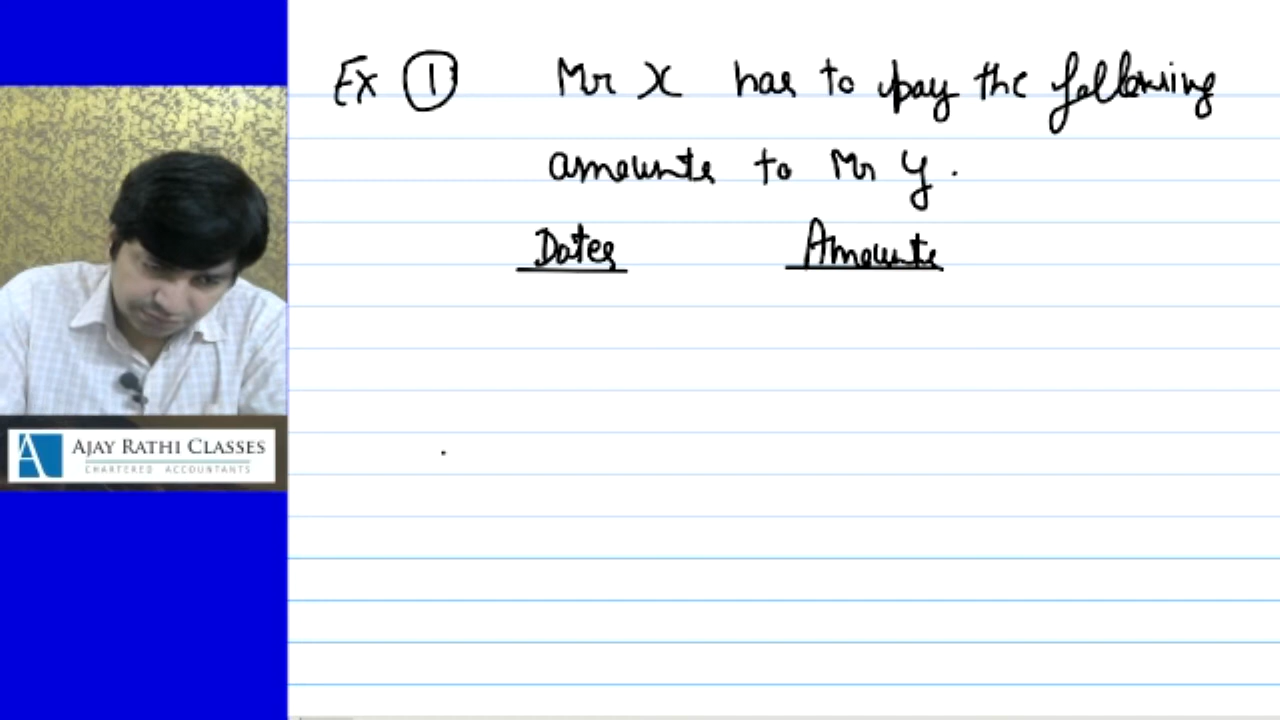 Ex 1 Mr X has to pay the following
amounts to Mr Y.
Dates Amounts
AJAY RATHI CLASSES
CHARTERED ACCOUNTANTS